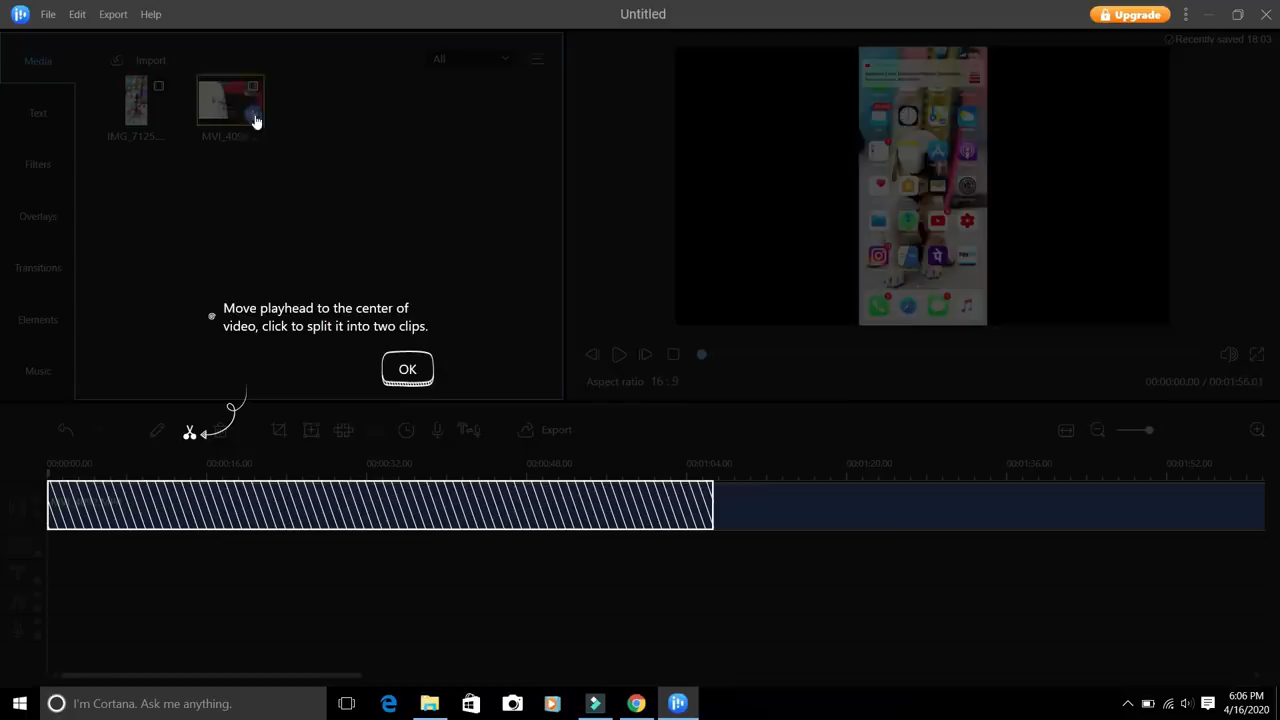 File Edit Export Help
Untitled
Upgrade
Recently saved 18:03
Media
Import
All
Text
Filters
Overlays
Transitions
Elements
Music
IMG_7125....
Move playhead to the center of
video, click to split it into two clips.
OK
Aspect ratio 16 : 9
00:00:00.00 / 00:01:56.01
Export
00:00:00.00 00:00:16.00 00:00:32.00 00:00:48.00 00:01:04.00 00:01:20.00 00:01:36.00 00:01:52.00
I'm Cortana. Ask me anything.
6:06 PM
4/16/2020